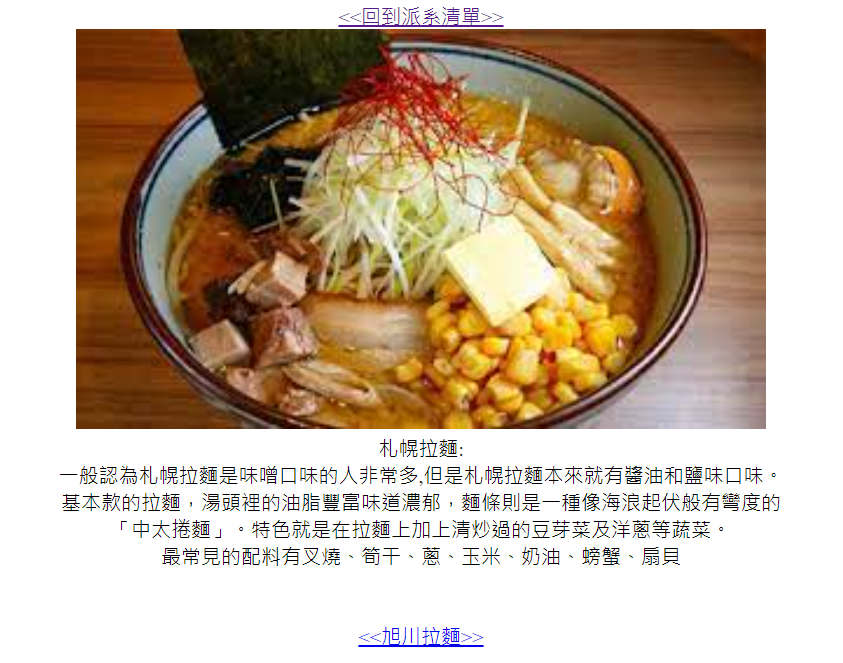 <<回到派系清單>>
札幌拉麵:
一般認為札幌拉麵是味噌口味的人非常多,但是札幌拉麵本來就有醬油和鹽味口味。
基本款的拉麵，湯頭裡的油脂豐富味道濃郁，麵條則是一種像海浪起伏般有彎度的
「中太捲麵」。特色就是在拉麵上加上清炒過的豆芽菜及洋蔥等蔬菜。
最常見的配料有叉燒、筍干、蔥、玉米、奶油、螃蟹、扇貝
<<旭川拉麵>>